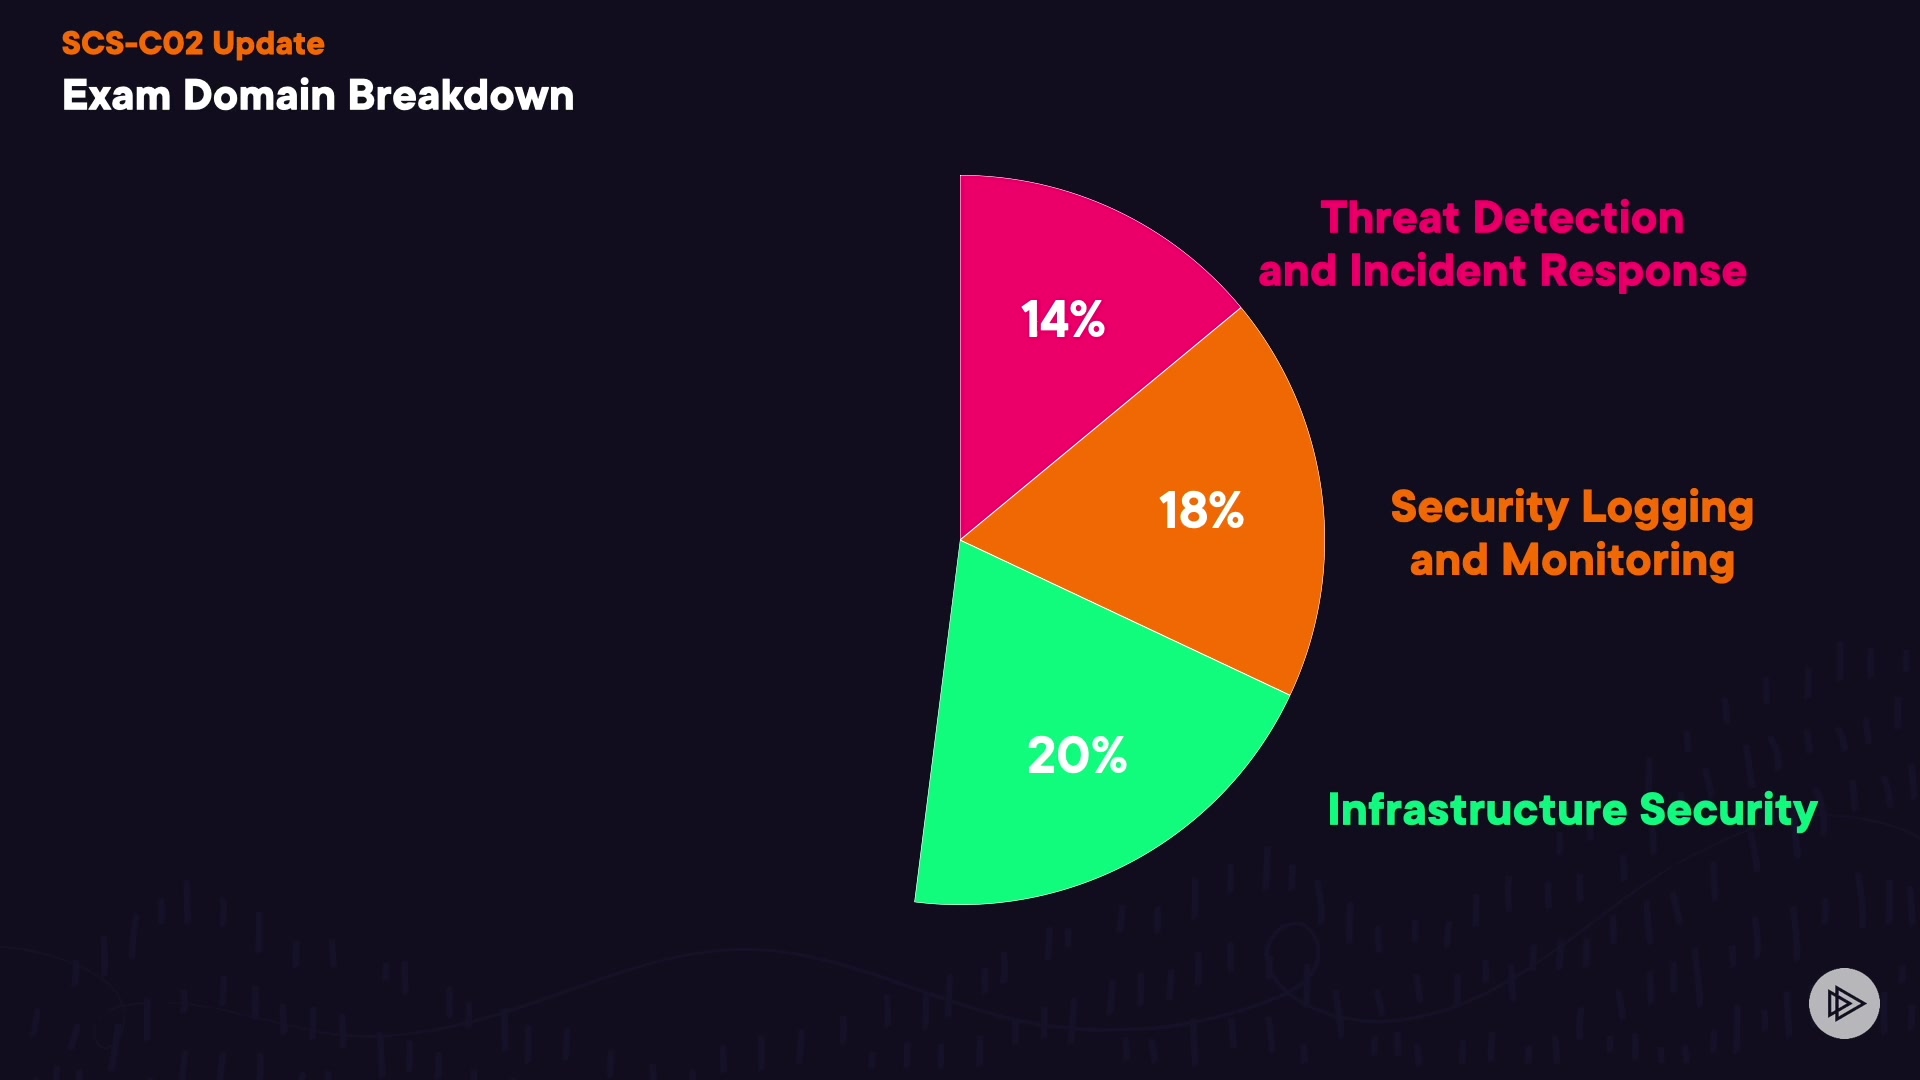 SCS-C02 Update
Exam Domain Breakdown
14%
Threat Detection
and Incident Response
18%
Security Logging
and Monitoring
20%
Infrastructure Security